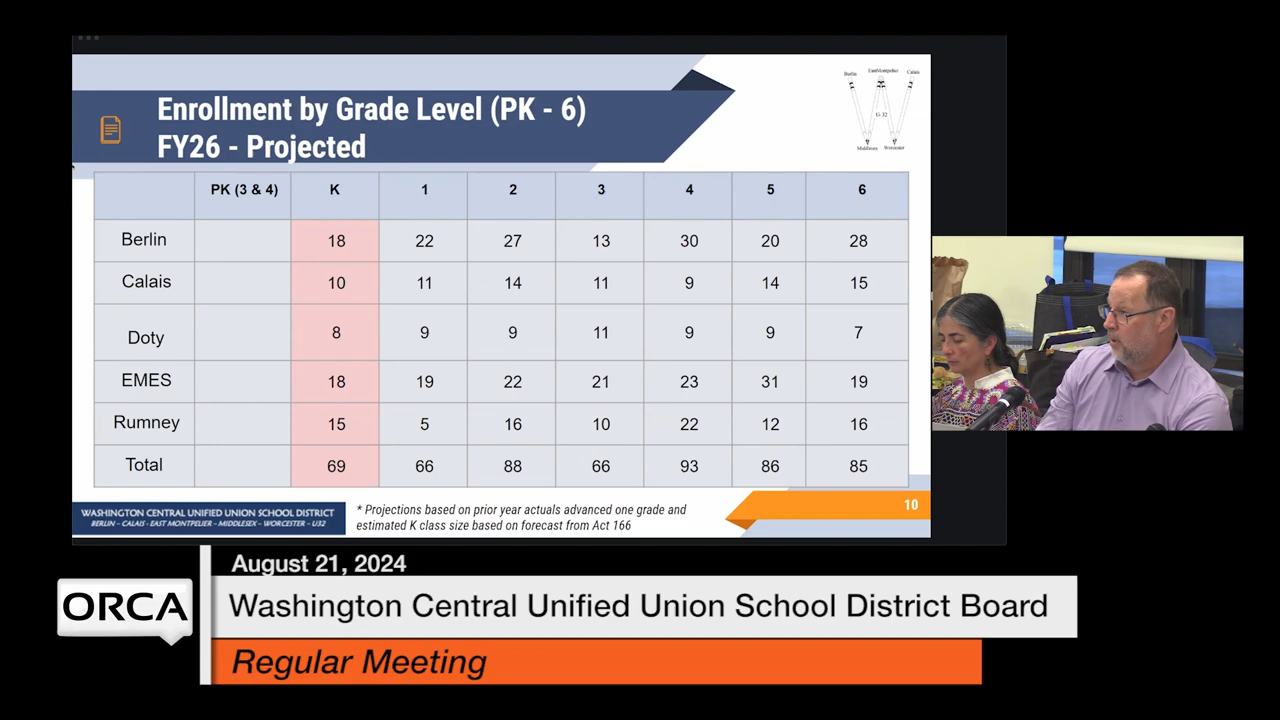 Enrollment by Grade Level (PK - 6)
FY26 - Projected
Berlin
EastMontpelier
Calais
U-32
Middlesex
Worcester
PK (3 & 4) K 1 2 3 4 5 6
Berlin 18 22 27 13 30 20 28
Calais 10 11 14 11 9 14 15
Doty 8 9 9 11 9 9 7
EMES 18 19 22 21 23 31 19
Rumney 15 5 16 10 22 12 16
Total 69 66 88 66 93 86 85
WASHINGTON CENTRAL UNIFIED UNION SCHOOL DISTRICT
BERLIN – CALAIS - EAST MONTPELIER – MIDDLESEX – WORCESTER – U32
* Projections based on prior year actuals advanced one grade and
estimated K class size based on forecast from Act 166
10
August 21, 2024
ORCA
Washington Central Unified Union School District Board
Regular Meeting